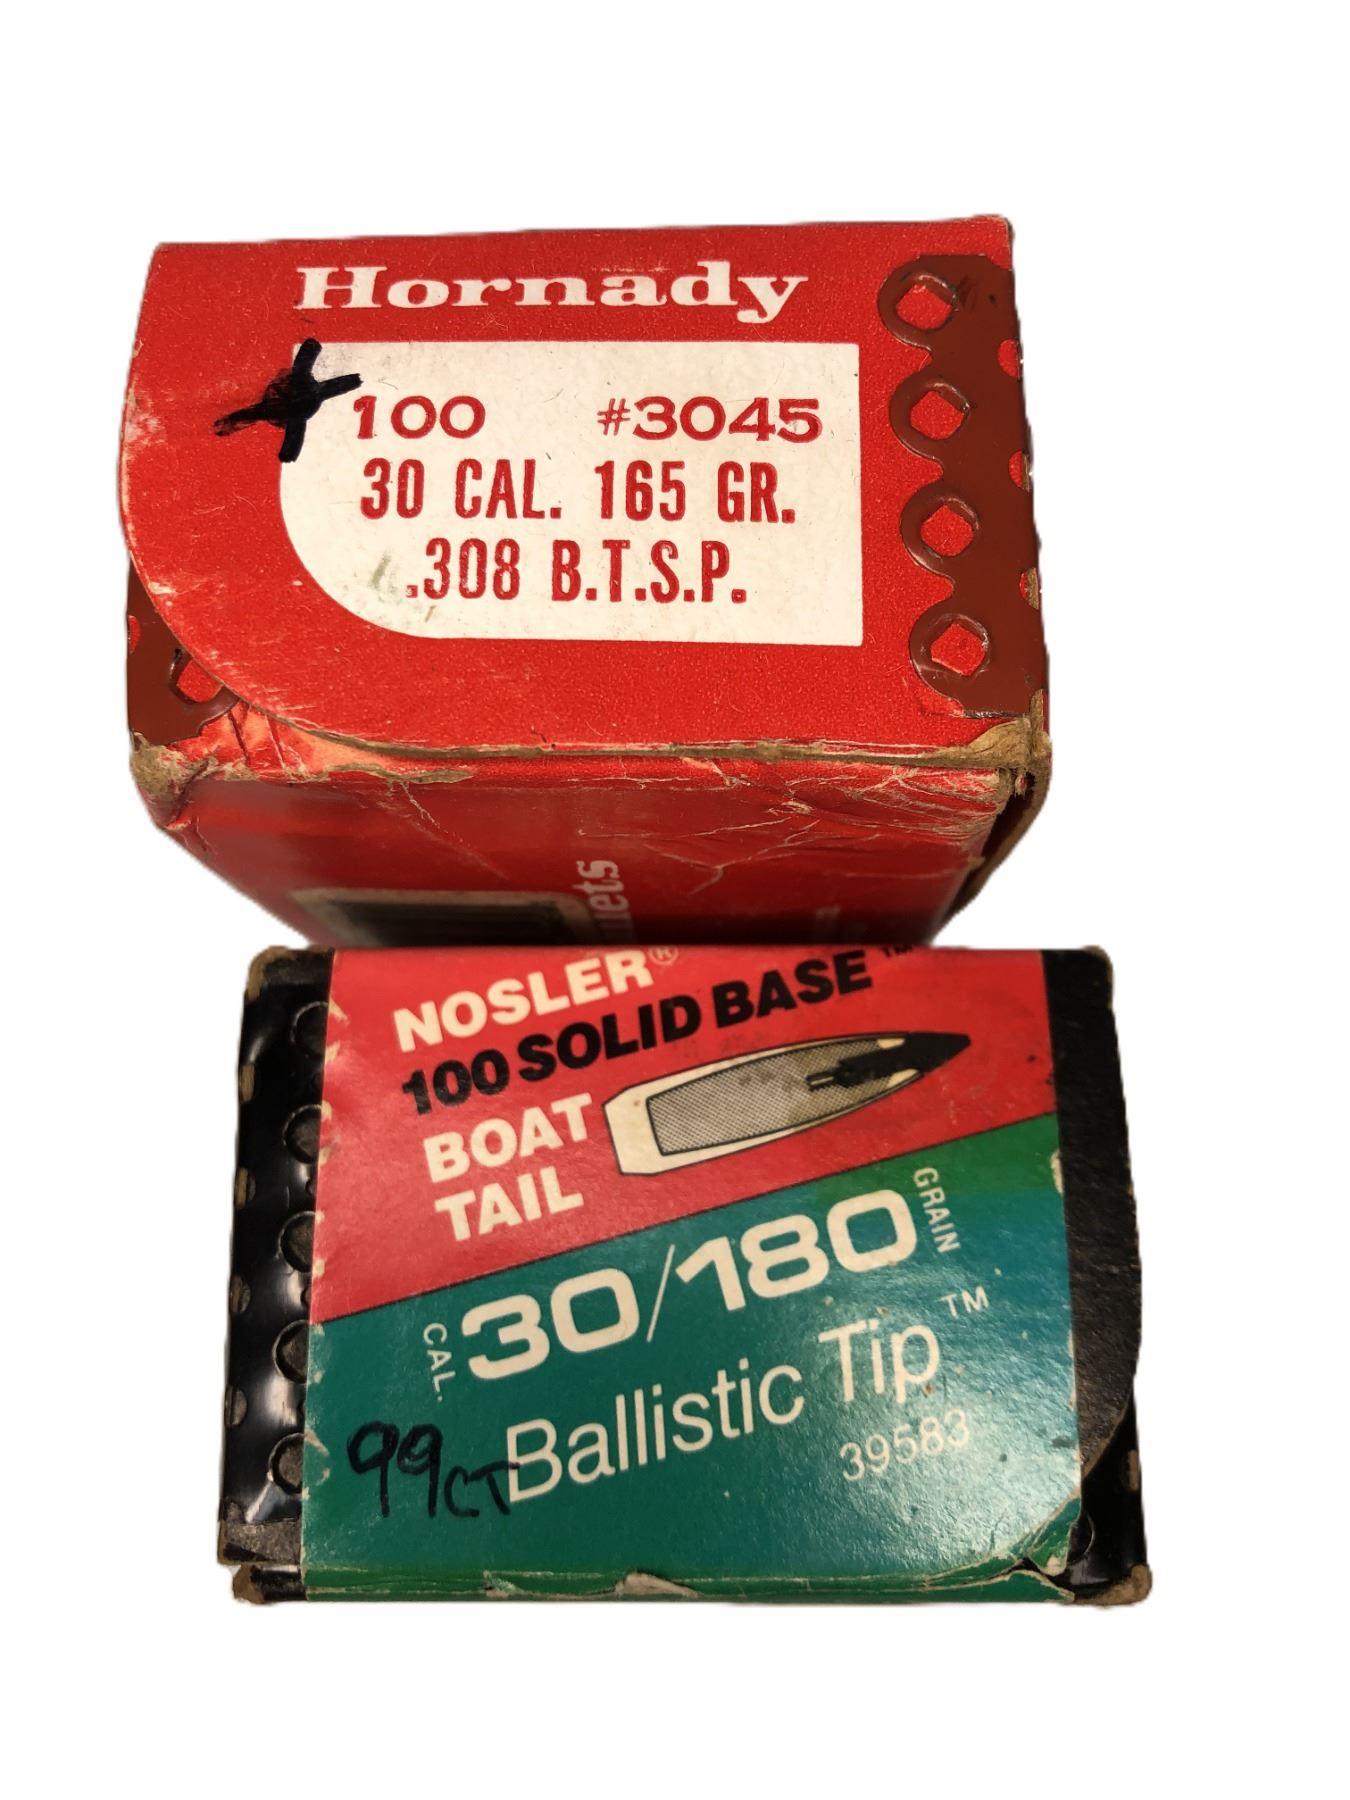 Hornady
100 #3045
30 CAL. 165 GR.
.308 B.T.S.P.
NOSLER®
100 SOLID BASE™
BOAT
TAIL
CAL. 30/180 GRAIN
Ballistic Tip™
39583
99CT